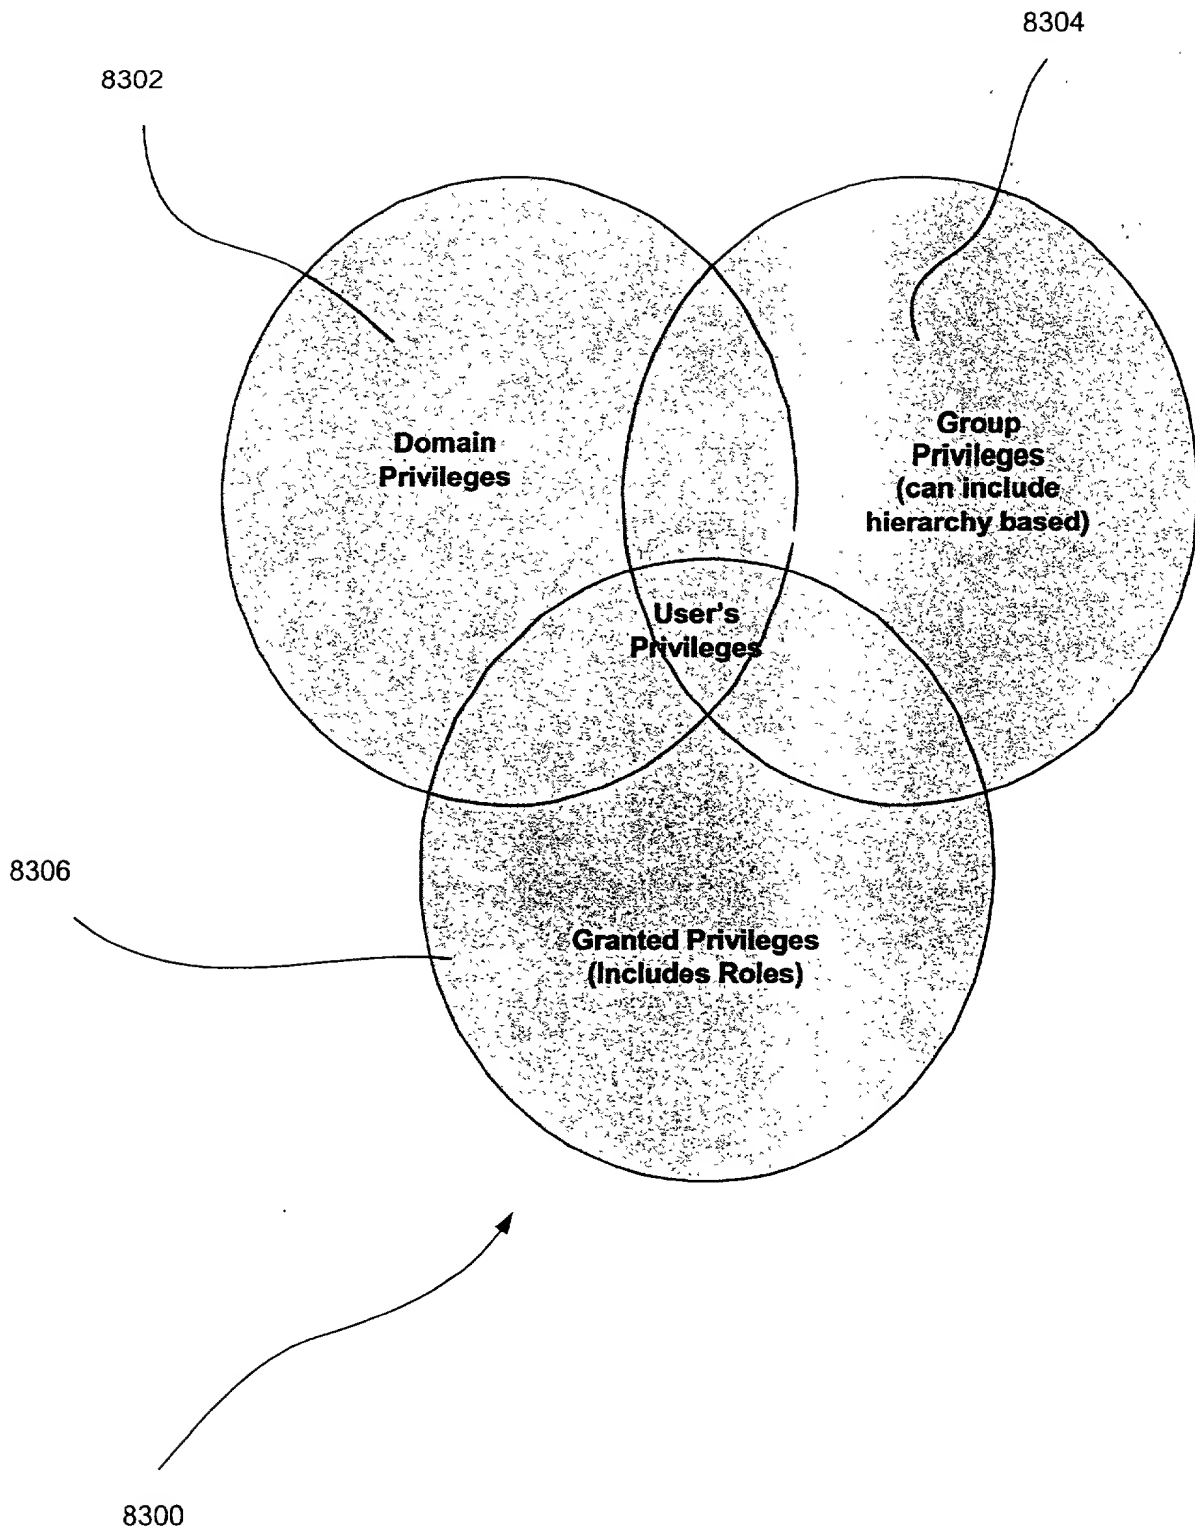 8304
8302
Domain
Privileges
Group
Privileges
(can include
hierarchy based)
User's
Privileges
8306
Granted Privileges
(Includes Roles)
8300